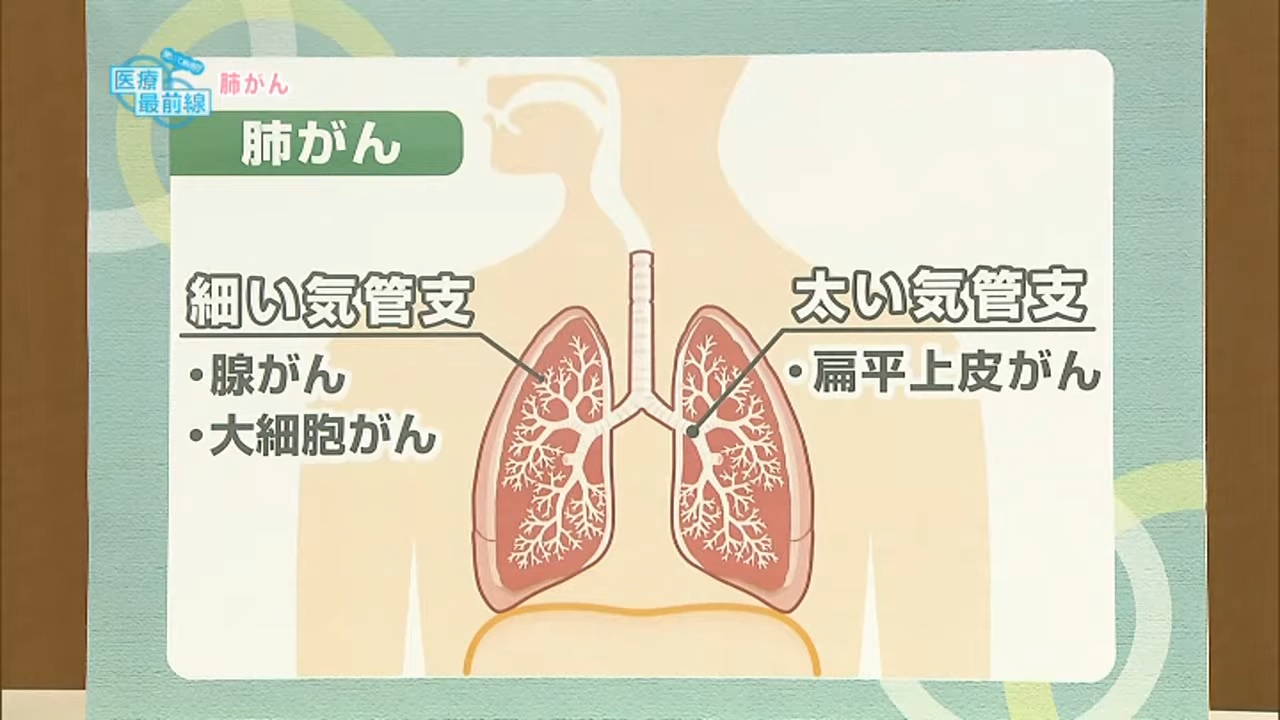 医療
最前線
肺がん
肺がん
細い気管支
・腺がん
・大細胞がん
太い気管支
・扁平上皮がん